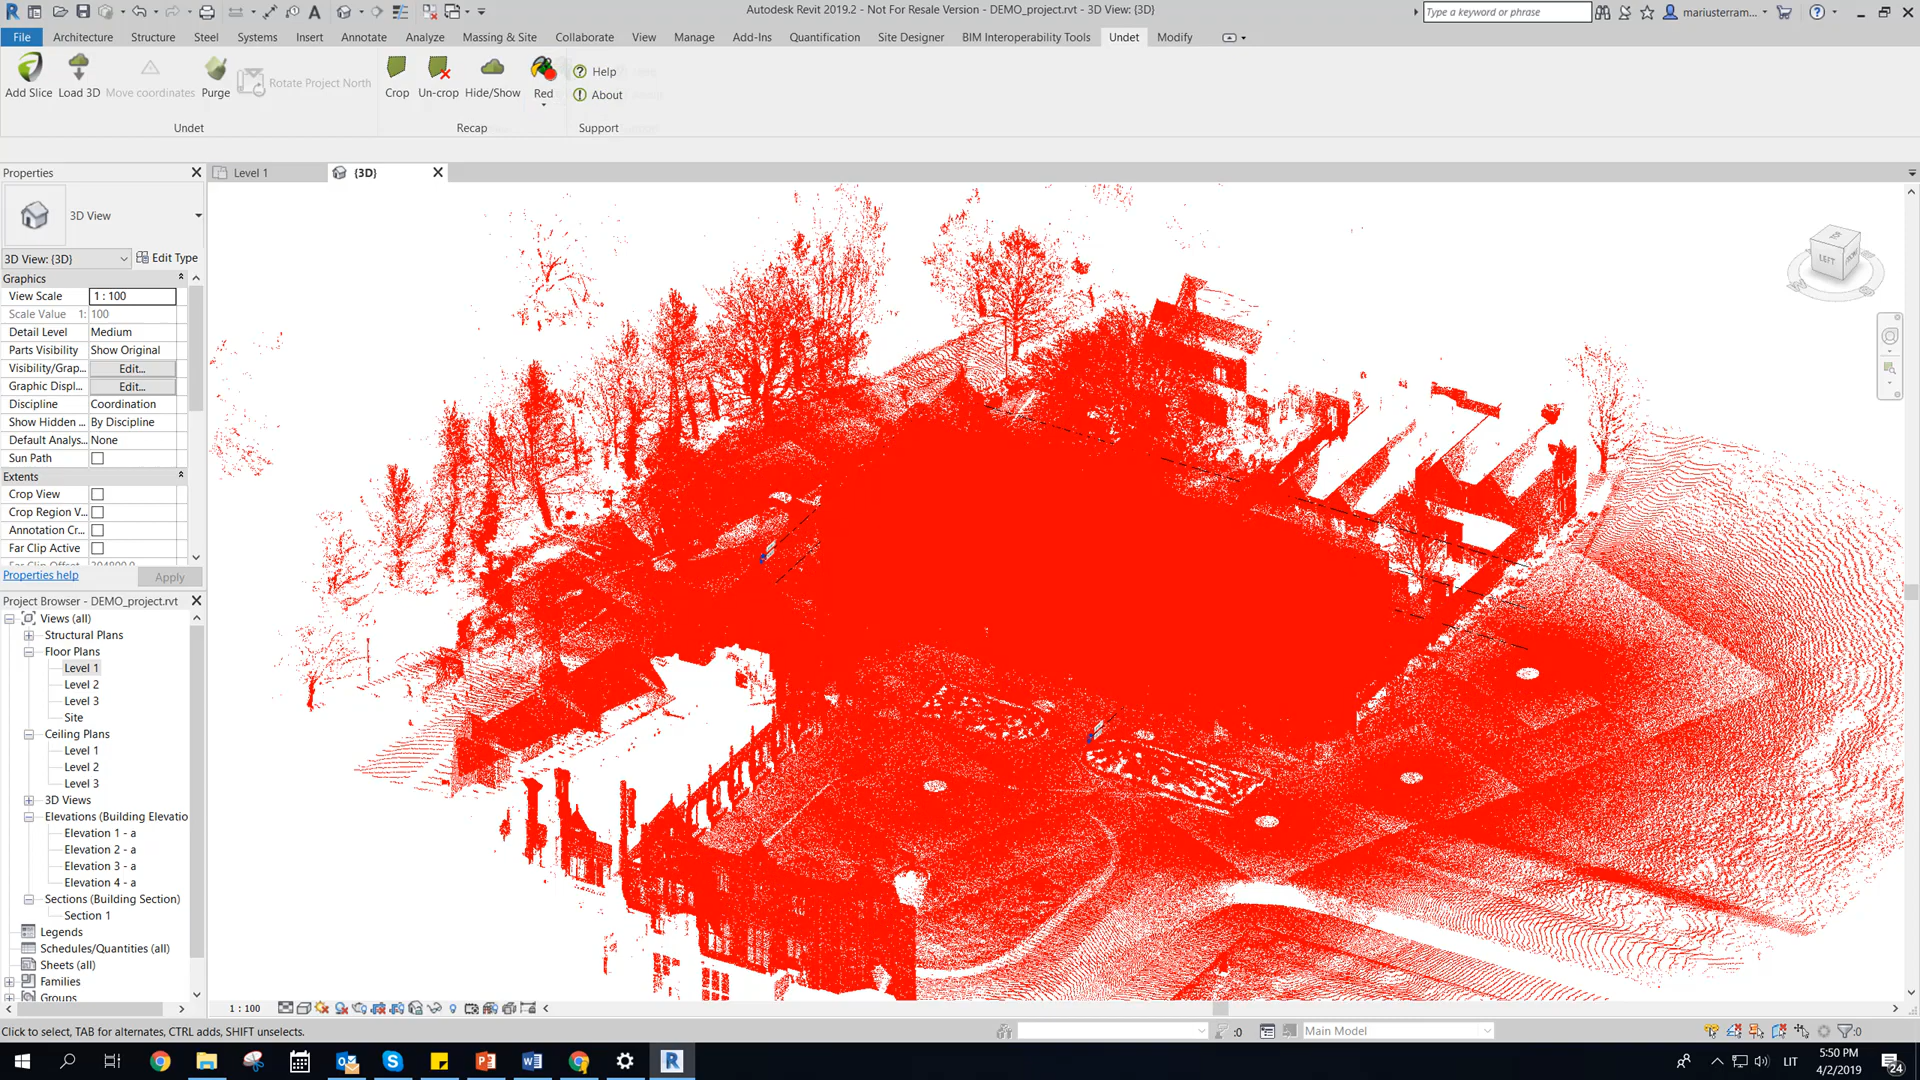 Autodesk Revit 2019.2 - Not For Resale Version - DEMO_project.rvt - 3D View: {3D}
Type a keyword or phrase
mariusterram...
File Architecture Structure Steel Systems Insert Annotate Analyze Massing & Site Collaborate View Manage Add-Ins Quantification Site Designer BIM Interoperability Tools Undet Modify
Add Slice
Load 3D
Move coordinates
Purge
Rotate Project North
Crop
Un-crop
Hide/Show
Red
Help
About
Undet
Recap
Support
Properties
Level 1
{3D}
3D View
3D View: {3D}
Edit Type
Graphics
View Scale 1 : 100
Scale Value 1: 100
Detail Level Medium
Parts Visibility Show Original
Visibility/Grap... Edit...
Graphic Displ... Edit...
Discipline Coordination
Show Hidden ... By Discipline
Default Analys... None
Sun Path
Extents
Crop View
Crop Region V...
Annotation Cr...
Far Clip Active
Properties help
Apply
Project Browser - DEMO_project.rvt
Views (all)
Structural Plans
Floor Plans
Level 1
Level 2
Level 3
Site
Ceiling Plans
Level 1
Level 2
Level 3
3D Views
Elevations (Building Elevatio
Elevation 1 - a
Elevation 2 - a
Elevation 3 - a
Elevation 4 - a
Sections (Building Section)
Section 1
Legends
Schedules/Quantities (all)
Sheets (all)
Families
Groups
LEFT
1 : 100
Click to select, TAB for alternates, CTRL adds, SHIFT unselects.
:0
Main Model
:0
LIT
5:50 PM
4/2/2019
24